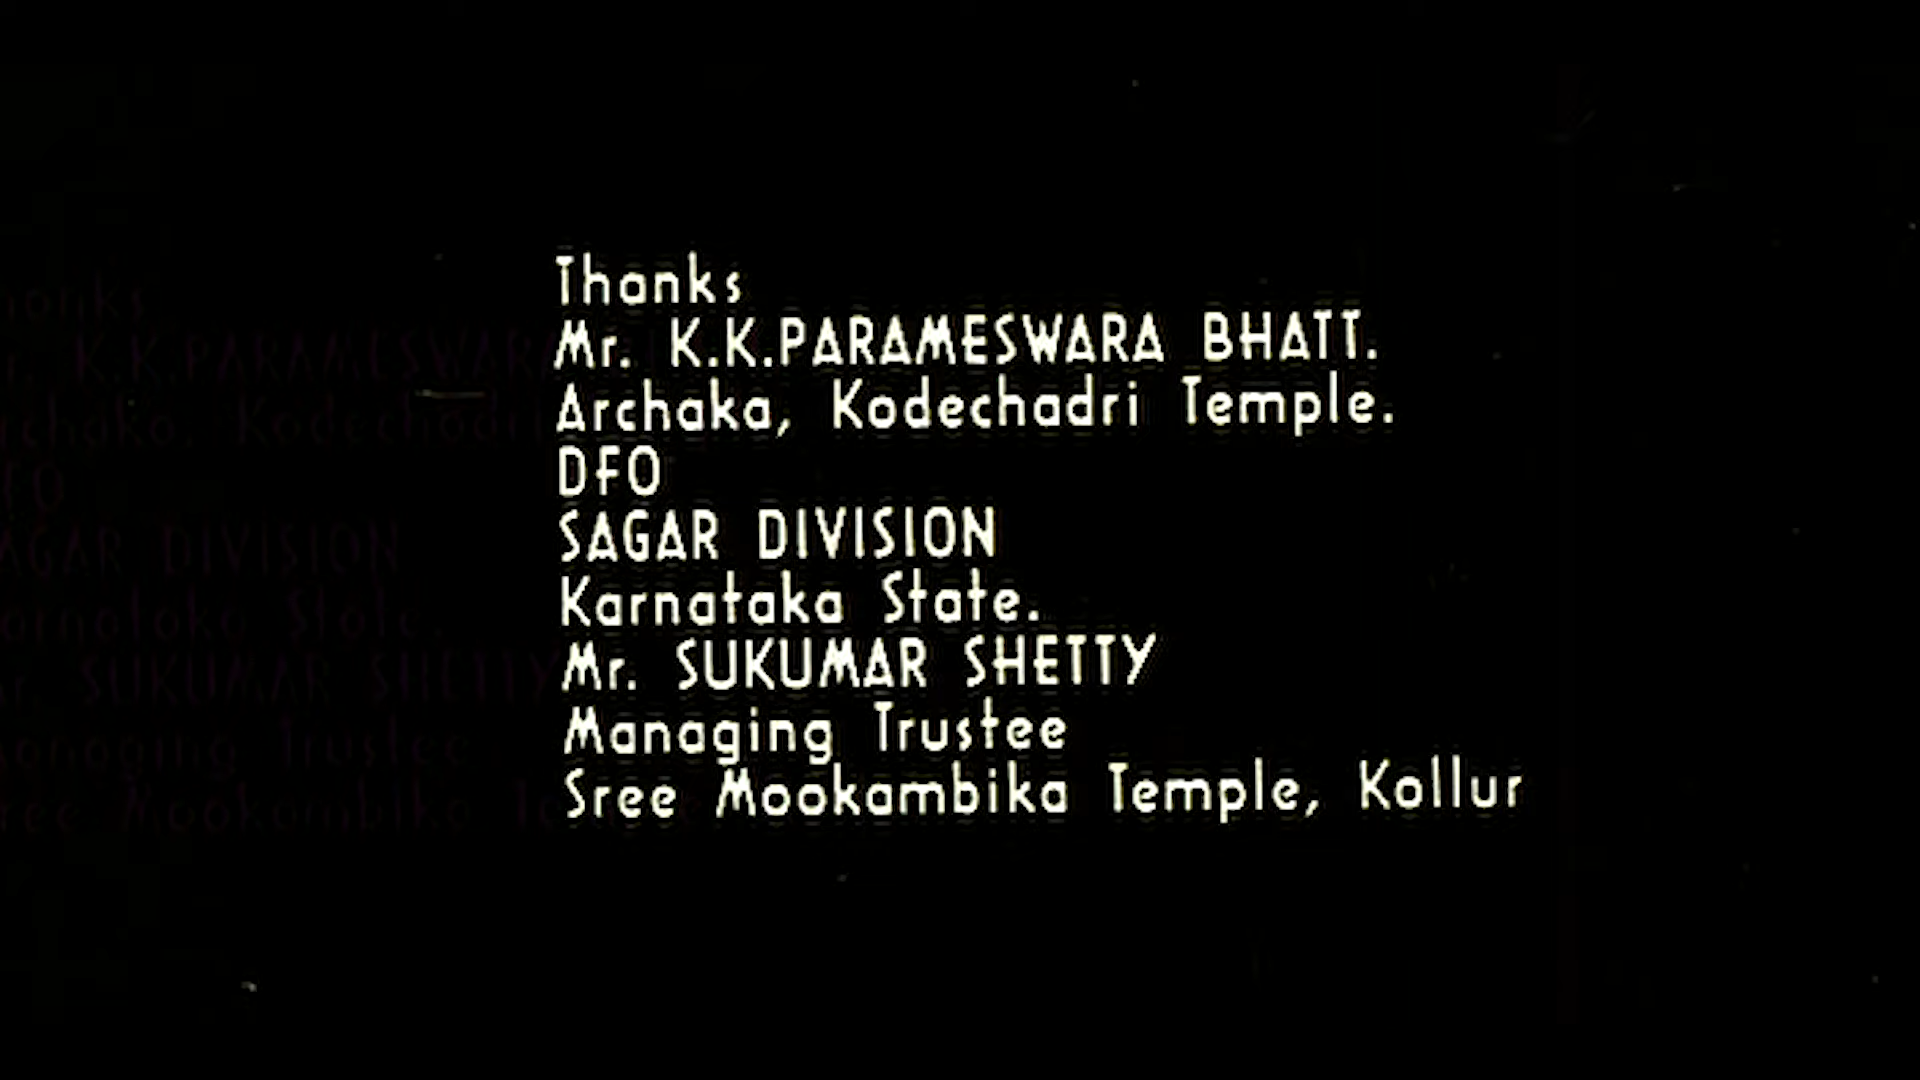 Thanks
Mr. K.K.PARAMESWARA BHATT.
Archaka, Kodechadri Temple.
DFO
SAGAR DIVISION
Karnataka State.
Mr. SUKUMAR SHETTY
Managing Trustee
Sree Mookambika Temple, Kollur